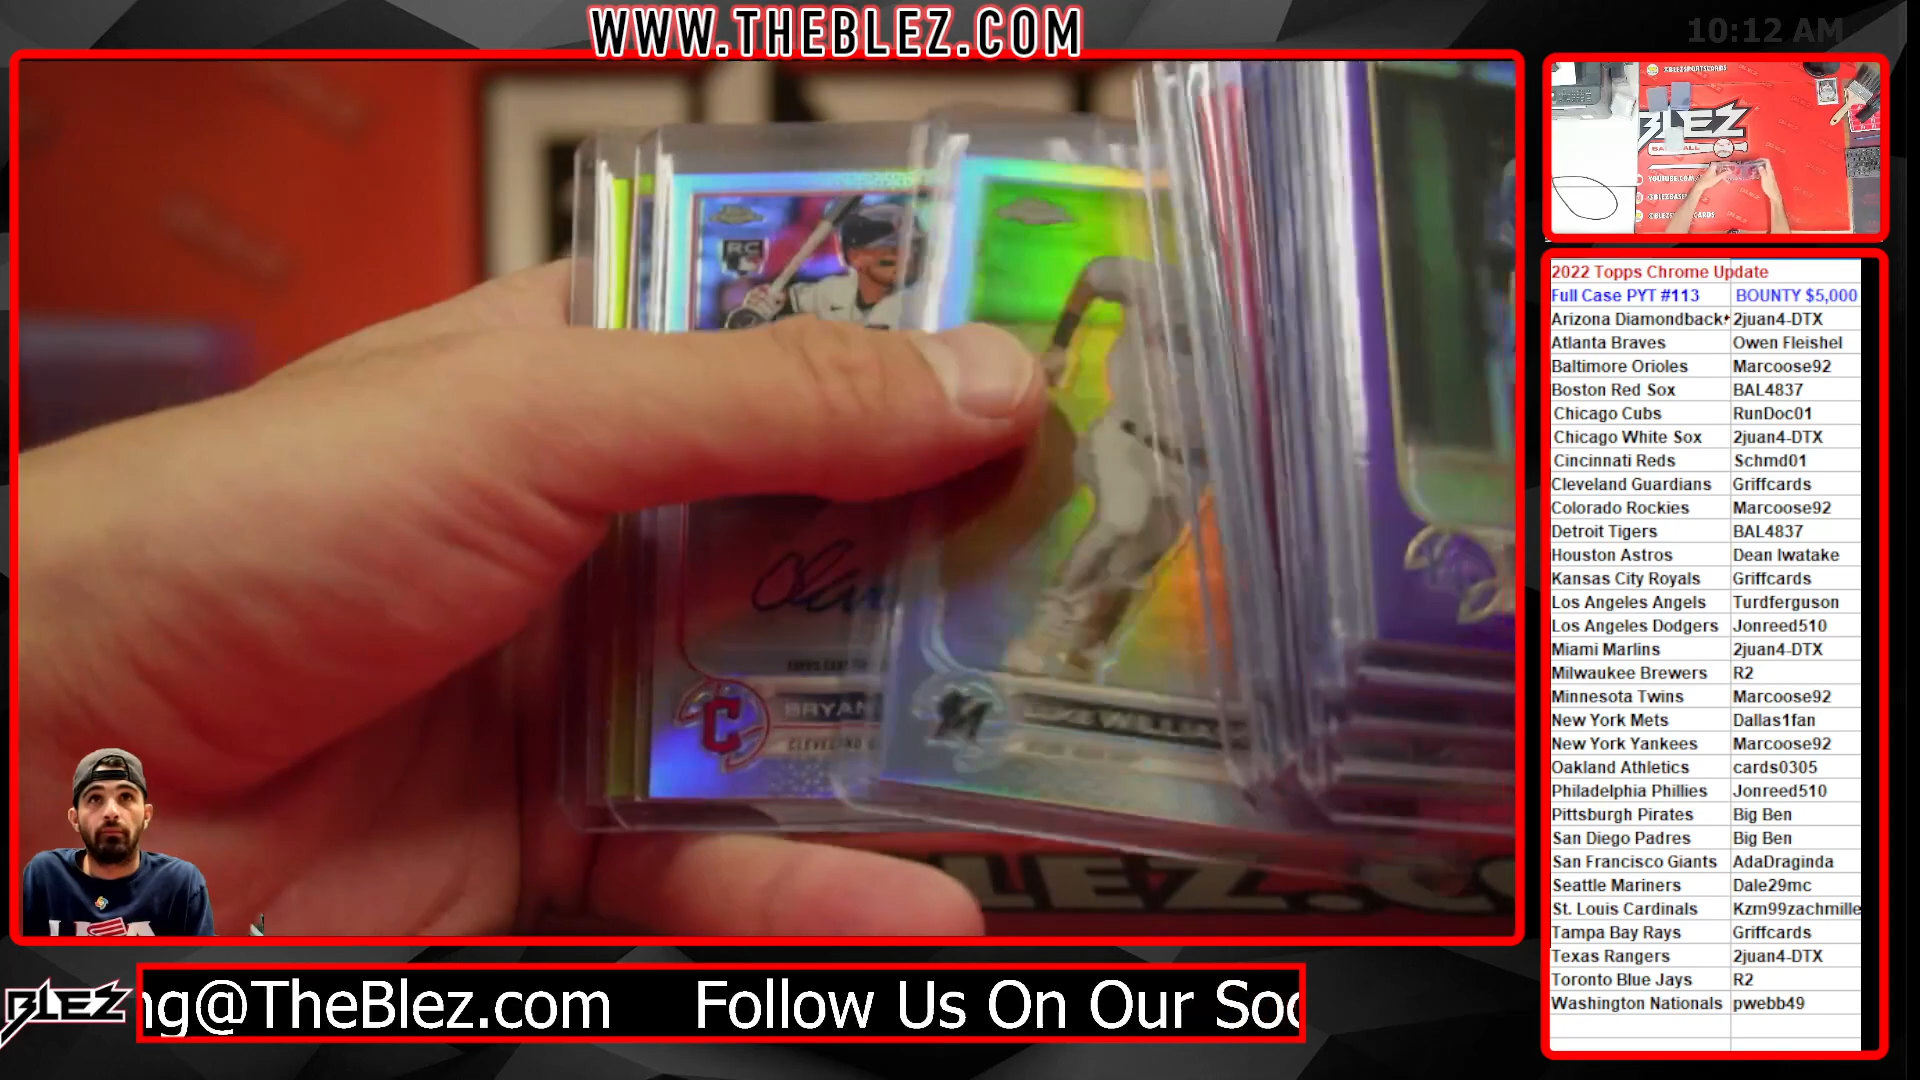 WWW.THEBLEZ.COM
10:12 AM
BLEZ
RC
BRYAN
CLEVELAND G
LUKE WILLIA
2022 Topps Chrome Update
Full Case PYT #113 BOUNTY $5,000
Arizona Diamondback 2juan4-DTX
Atlanta Braves Owen Fleishel
Baltimore Orioles Marcoose92
Boston Red Sox BAL4837
Chicago Cubs RunDoc01
Chicago White Sox 2juan4-DTX
Cincinnati Reds Schmd01
Cleveland Guardians Griffcards
Colorado Rockies Marcoose92
Detroit Tigers BAL4837
Houston Astros Dean Iwatake
Kansas City Royals Griffcards
Los Angeles Angels Turdferguson
Los Angeles Dodgers Jonreed510
Miami Marlins 2juan4-DTX
Milwaukee Brewers R2
Minnesota Twins Marcoose92
New York Mets Dallas1fan
New York Yankees Marcoose92
Oakland Athletics cards0305
Philadelphia Phillies Jonreed510
Pittsburgh Pirates Big Ben
San Diego Padres Big Ben
San Francisco Giants AdaDraginda
Seattle Mariners Dale29mc
St. Louis Cardinals Kzm99zachmille
Tampa Bay Rays Griffcards
Texas Rangers 2juan4-DTX
Toronto Blue Jays R2
Washington Nationals pwebb49
BLEZ
ng@TheBlez.com Follow Us On Our Soc